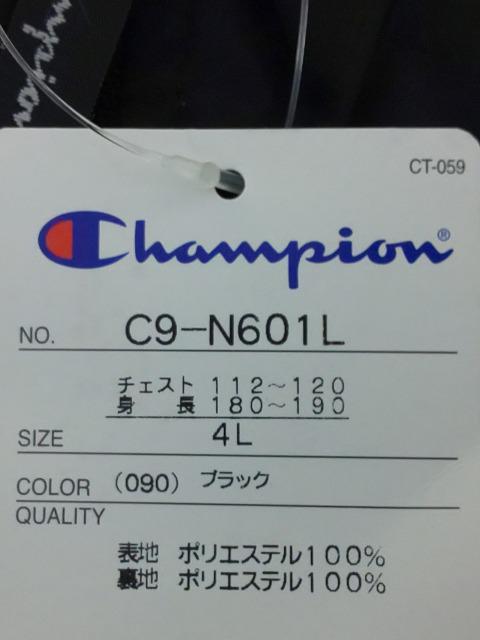 Champion
CT-059
Champion®
NO. C9-N601L
チェスト 112～120
身長 180～190
SIZE 4L
COLOR (090) ブラック
QUALITY
表地 ポリエステル100%
裏地 ポリエステル100%